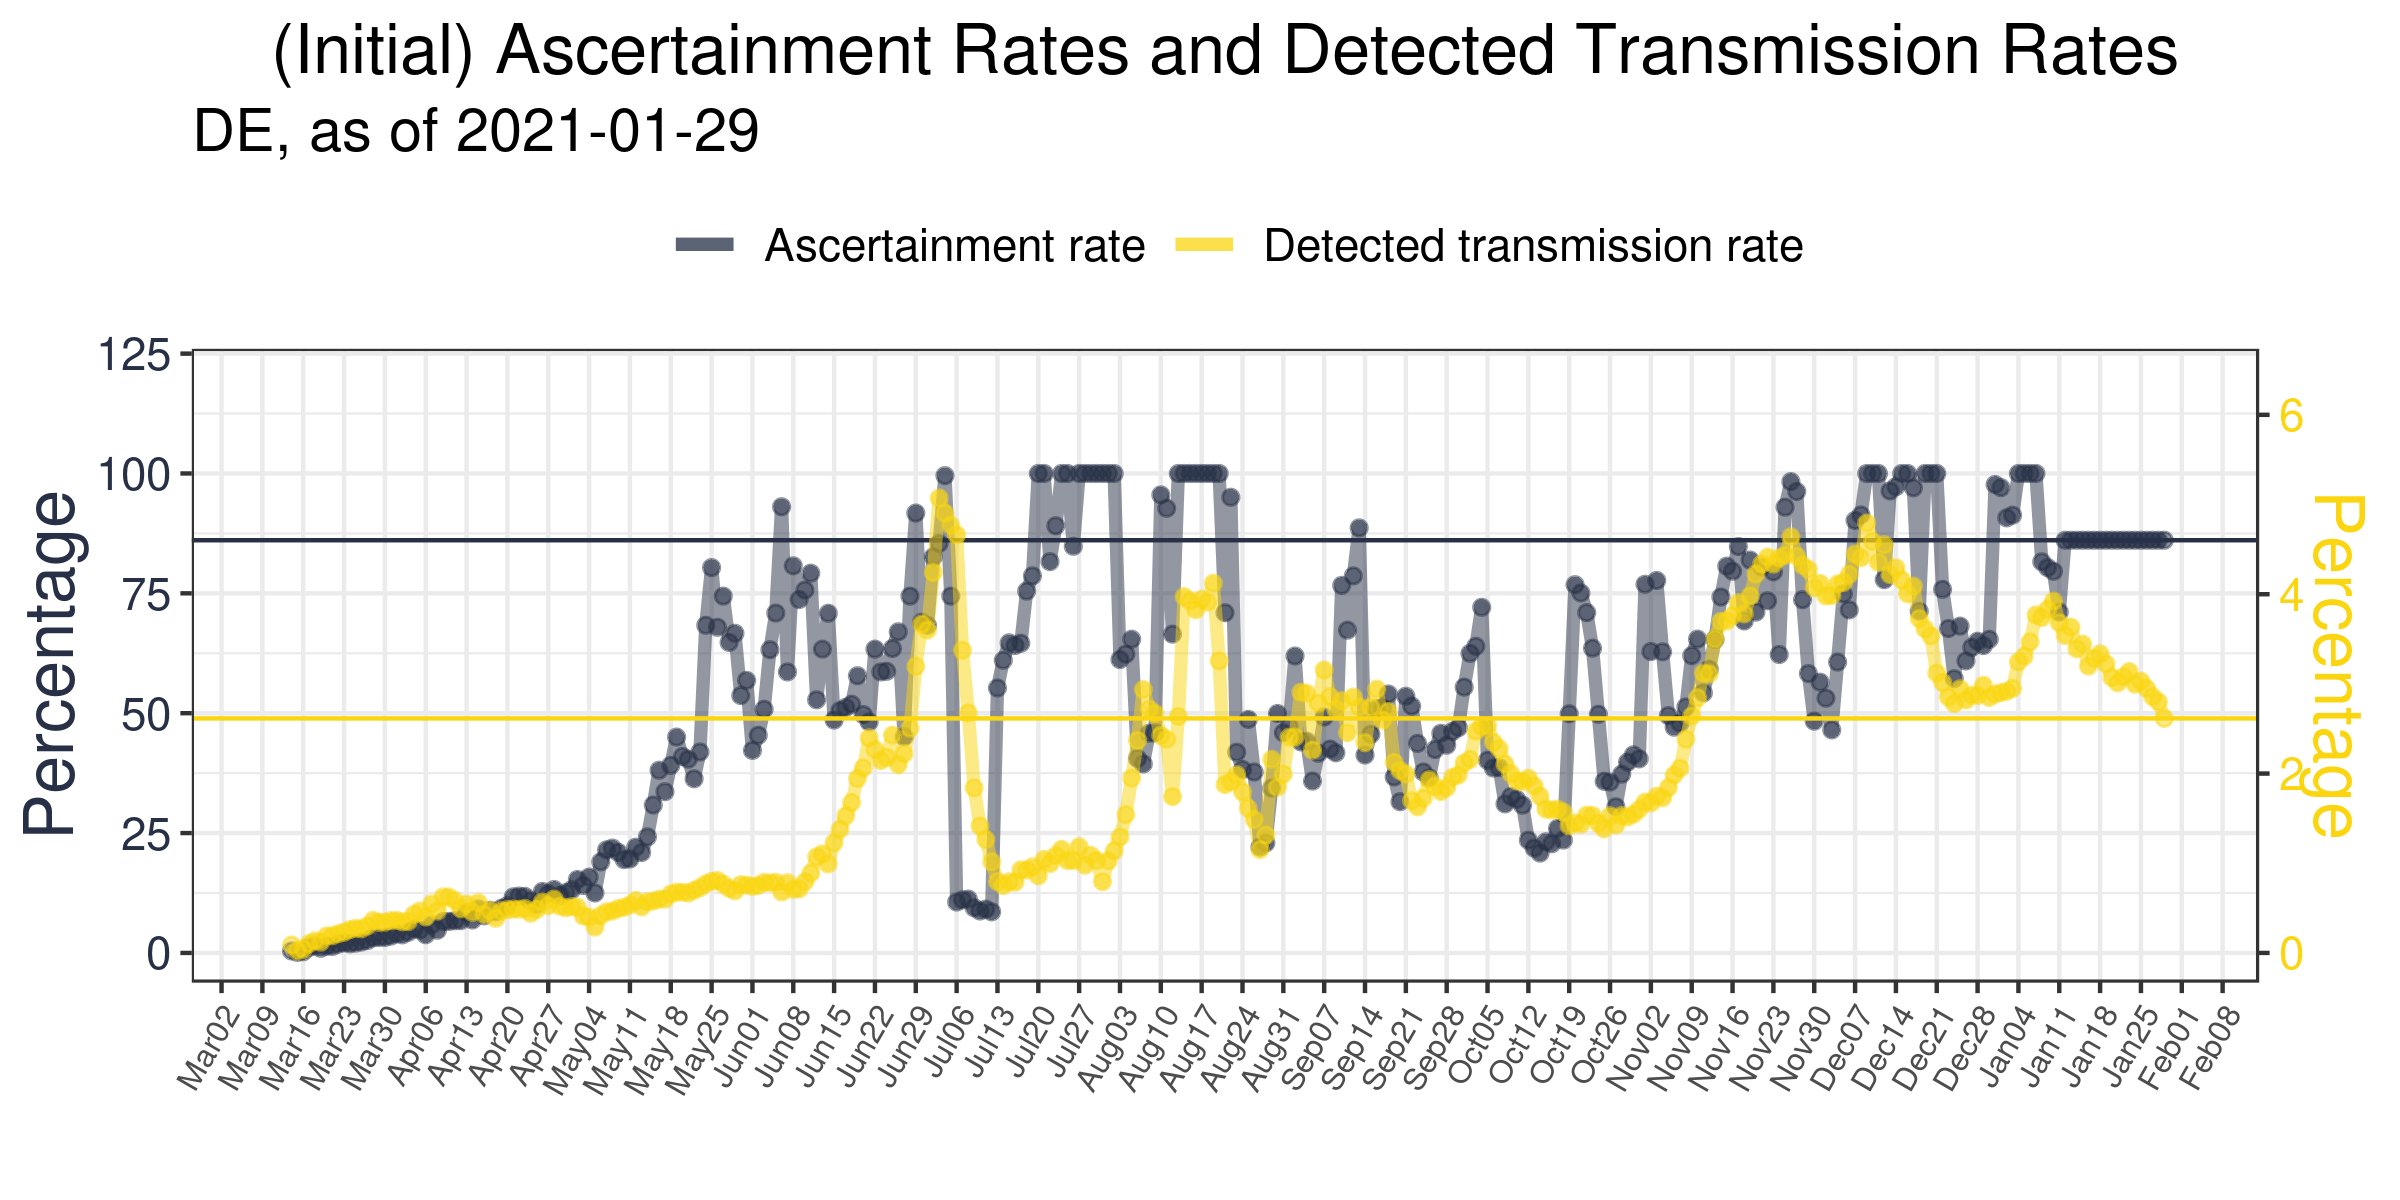 (Initial) Ascertainment Rates and Detected Transmission Rates
DE, as of 2021-01-29
Ascertainment rate Detected transmission rate
125
100
75
50
25
0
Percentage
6
4
2
0
Percentage
Mar02 Mar09 Mar16 Mar23 Mar30 Apr06 Apr13 Apr20 Apr27 May04 May11 May18 May25 Jun01 Jun08 Jun15 Jun22 Jun29 Jul06 Jul13 Jul20 Jul27 Aug03 Aug10 Aug17 Aug24 Aug31 Sep07 Sep14 Sep21 Sep28 Oct05 Oct12 Oct19 Oct26 Nov02 Nov09 Nov16 Nov23 Nov30 Dec07 Dec14 Dec21 Dec28 Jan04 Jan11 Jan18 Jan25 Feb01 Feb08